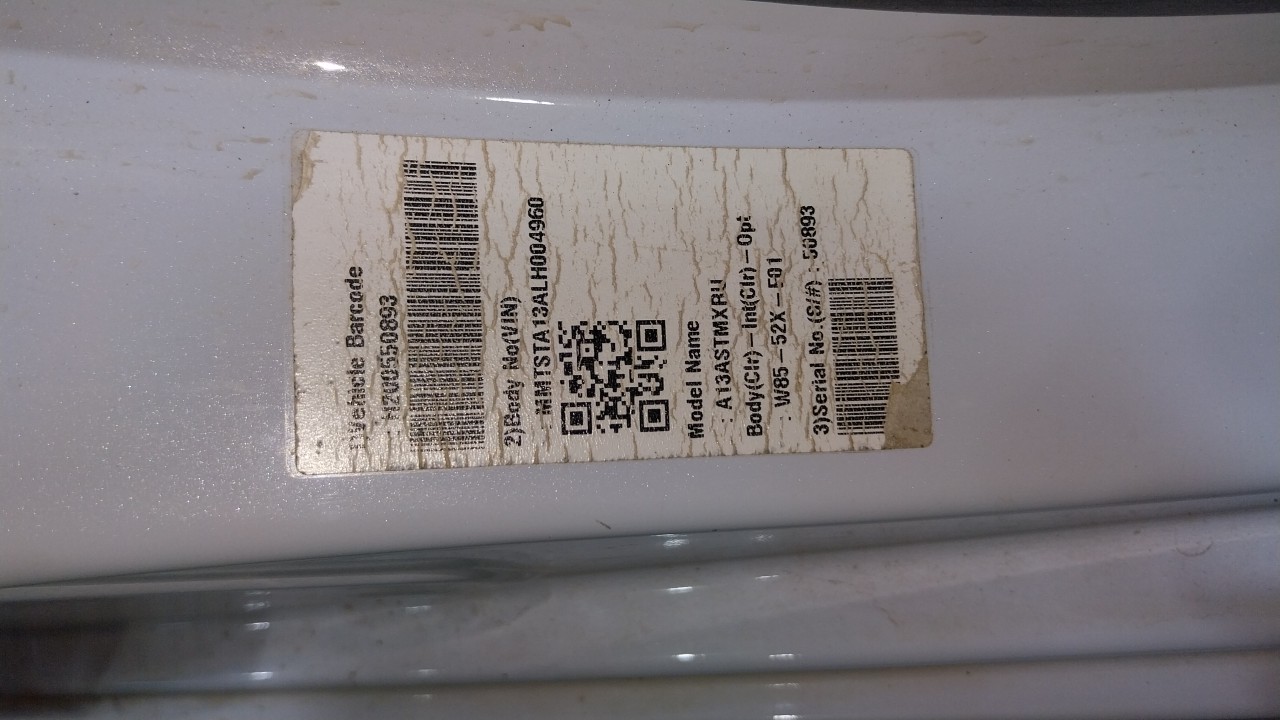 1)Vehicle Barcode
: H200550893
2)Body No(VIN)
: MMTSTA13ALH004960
Model Name
: A13ASTMXRU
Body(Clr)-Int(Clr)-Opt
: W85-52X-E01
3)Serial No.(S/#) : 50893